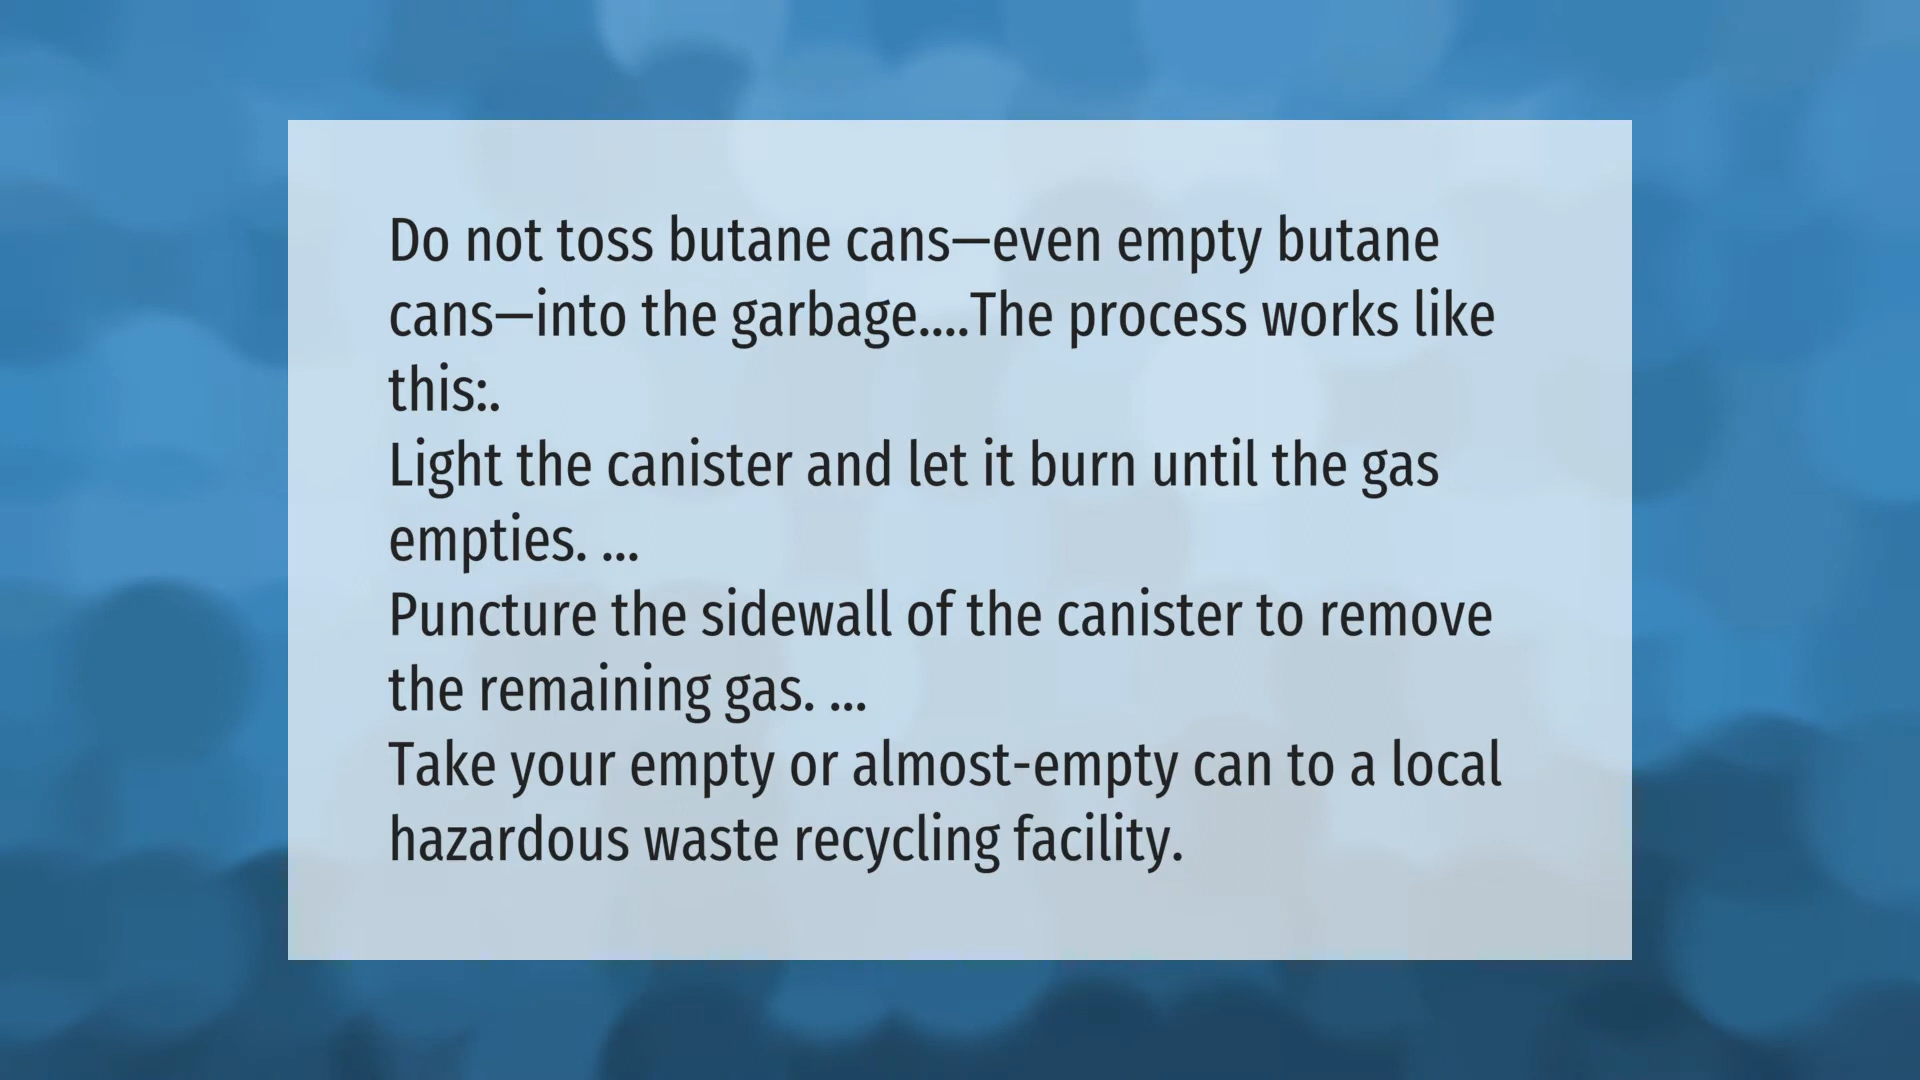 Do not toss butane cans—even empty butane
cans—into the garbage....The process works like
this:.
Light the canister and let it burn until the gas
empties. ...
Puncture the sidewall of the canister to remove
the remaining gas. ...
Take your empty or almost-empty can to a local
hazardous waste recycling facility.